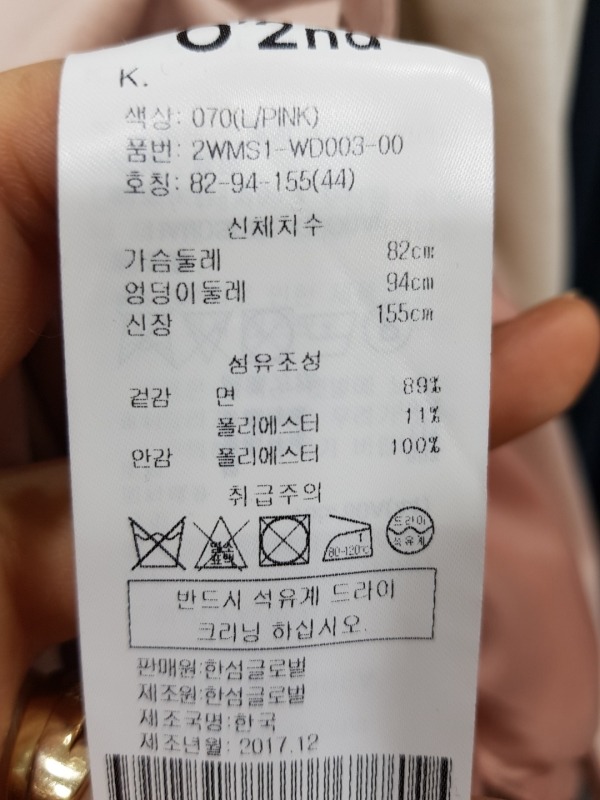 O'2nd
K.
색상: 070(L/PINK)
품번: 2WMS1-WD003-00
호칭: 82-94-155(44)
신체치수
가슴둘레 82cm
엉덩이둘레 94cm
신장 155cm
섬유조성
겉감 면 89%
폴리에스터 11%
안감 폴리에스터 100%
취급주의
염소표백 80-120℃ 드라이
석유계
반드시 석유계 드라이
크리닝 하십시오.
판매원:한섬글로벌
제조원:한섬글로벌
제조국명:한국
제조년월: 2017.12